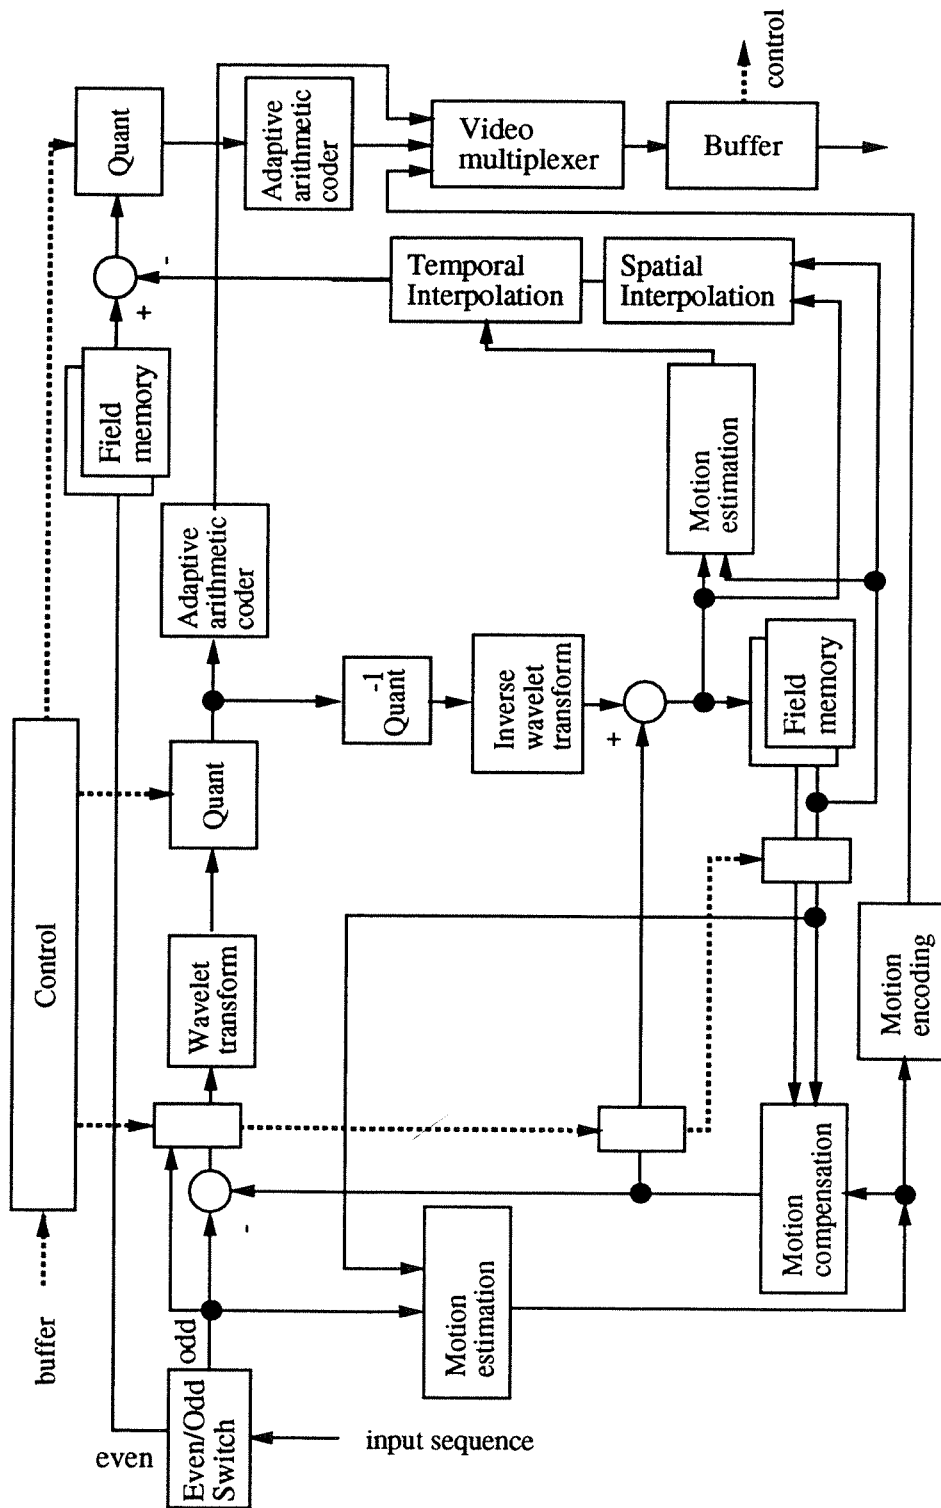 control
Quant
Adaptive
arithmetic
coder
Video
multiplexer
Buffer
-
+
Temporal
Interpolation
Spatial
Interpolation
Field
memory
Motion
estimation
Adaptive
arithmetic
coder
-1
Quant
Inverse
wavelet
transform
+
Field
memory
Control
Quant
Wavelet
transform
Motion
encoding
Motion
compensation
-
Motion
estimation
buffer
odd
Even/Odd
Switch
even
input sequence